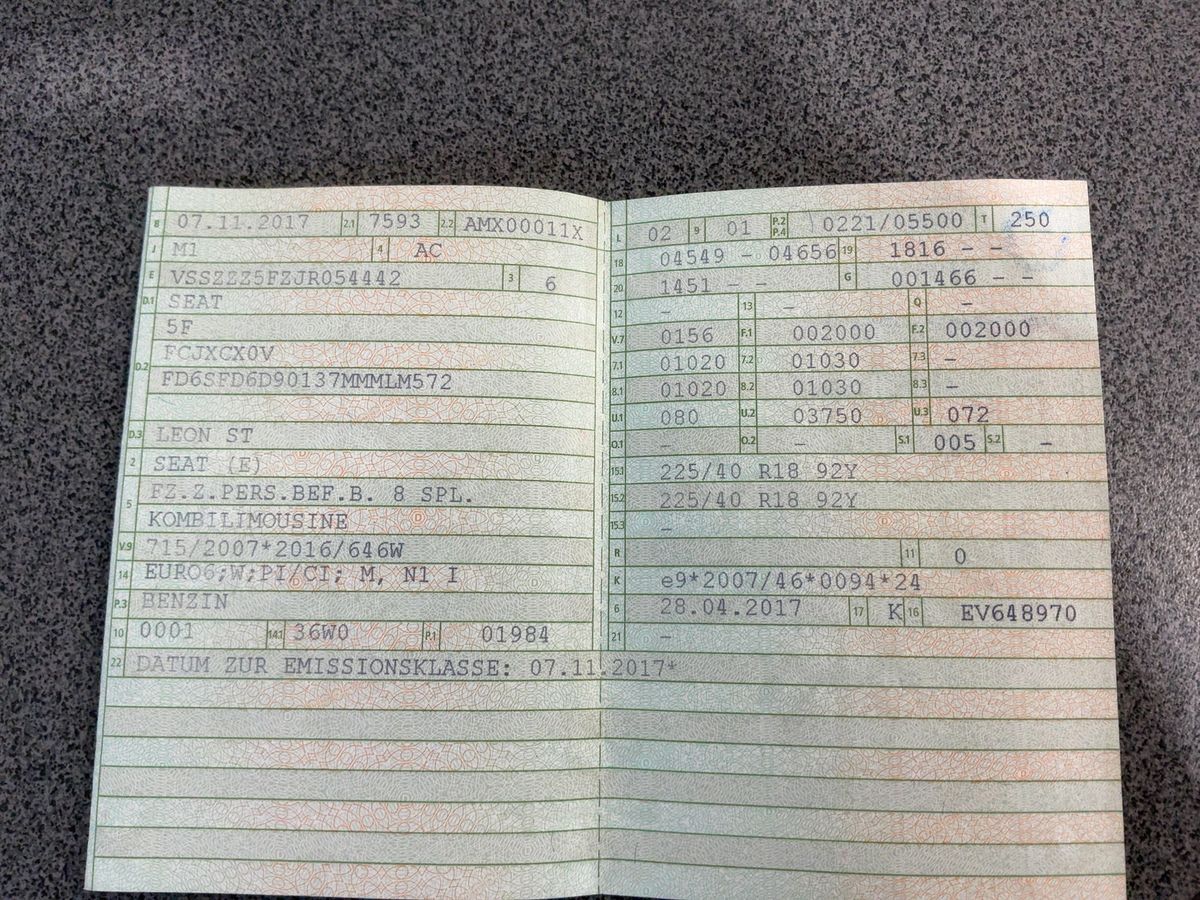 B 07.11.2017 2.1 7593 2.2 AMX00011X
J M1 4 AC
E VSSZZZ5FZJR054442 3 6
D.1 SEAT
5F
D.2 FCJXCX0V
FD6SFD6D90137MMMLM572
D.3 LEON ST
2 SEAT (E)
5 FZ.Z.PERS.BEF.B. 8 SPL.
KOMBILIMOUSINE
V.9 715/2007*2016/646W
14 EURO6;W;PI/CI; M, N1 I
P.3 BENZIN
10 0001 14.1 36W0 P.1 01984
22 DATUM ZUR EMISSIONSKLASSE: 07.11.2017*
L 02 9 01 P.2 P.4 0221/05500 T 250
18 04549 - 04656 19 1816 - -
20 1451 - - G 001466 - -
12 - 13 - Q -
V.7 0156 F.1 002000 F.2 002000
7.1 01020 7.2 01030 7.3 -
8.1 01020 8.2 01030 8.3 -
U.1 080 U.2 03750 U.3 072
O.1 - O.2 - S.1 005 S.2 -
15.1 225/40 R18 92Y
15.2 225/40 R18 92Y
15.3 -
R 11 0
K e9*2007/46*0094*24
6 28.04.2017 17 K 16 EV648970
21 -